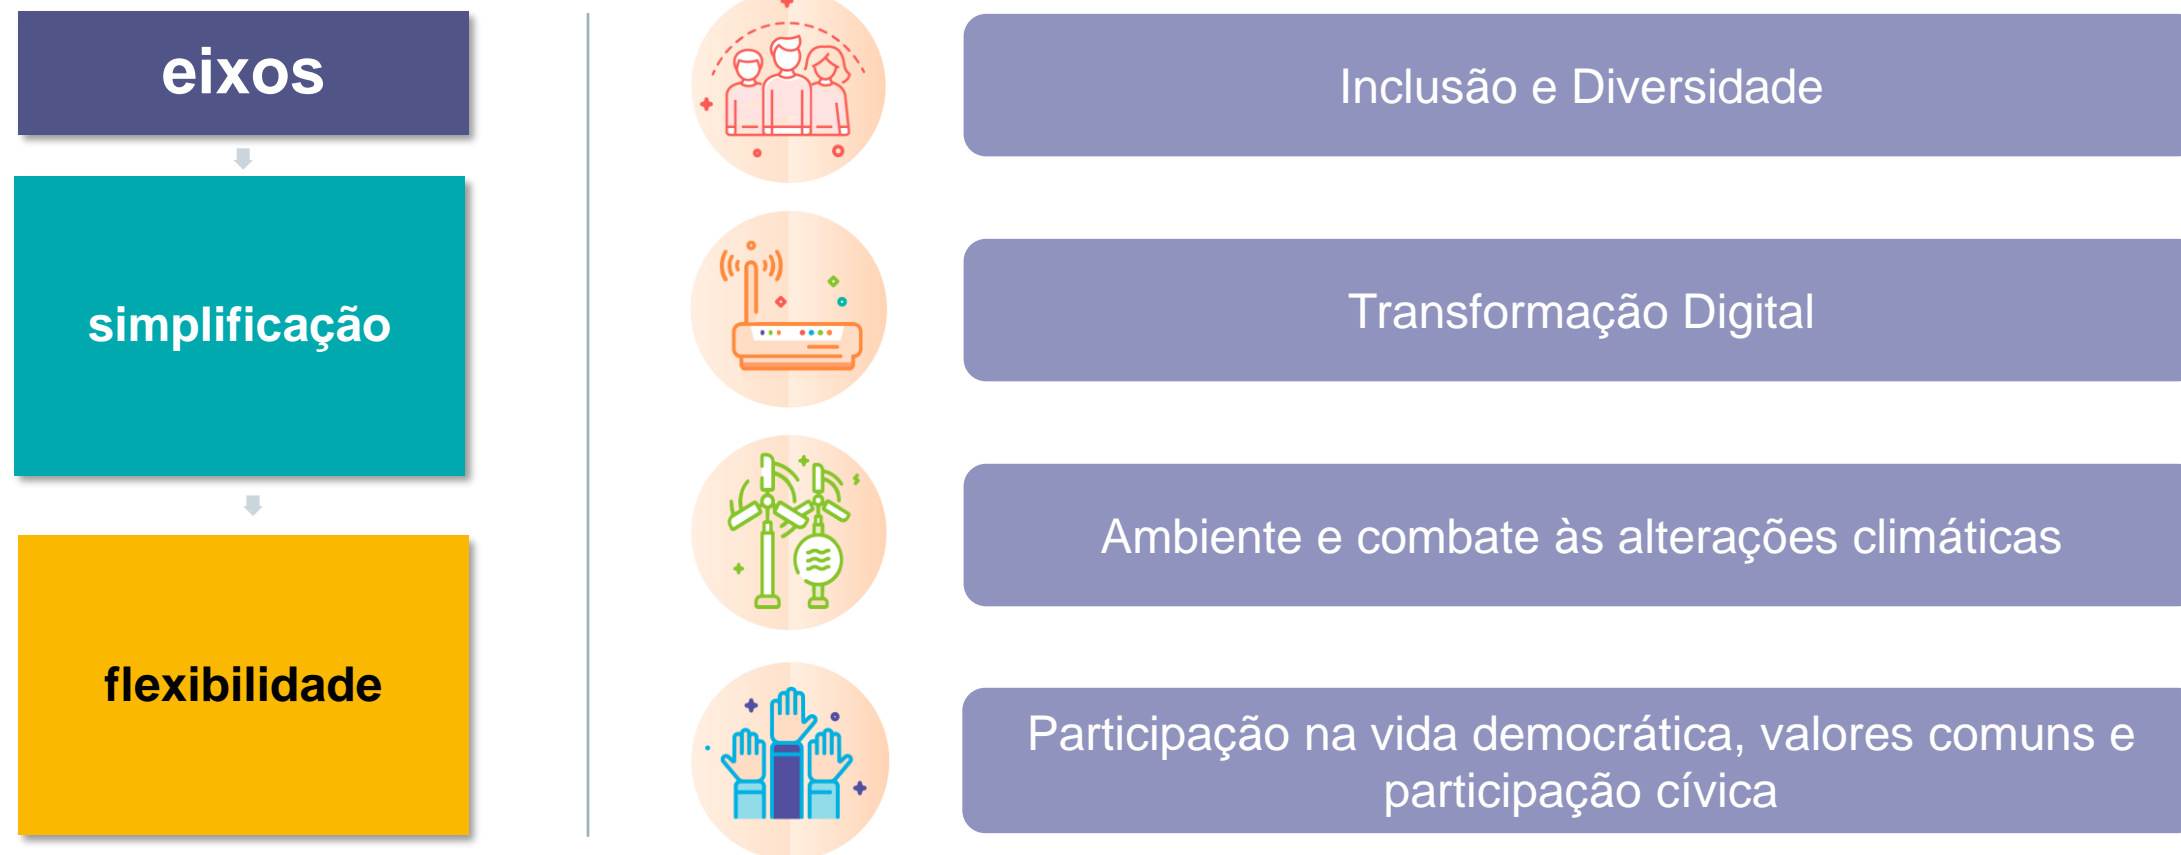 eixos
simplificação
flexibilidade
Inclusão e Diversidade
Transformação Digital
Ambiente e combate às alterações climáticas
Participação na vida democrática, valores comuns e
participação cívica